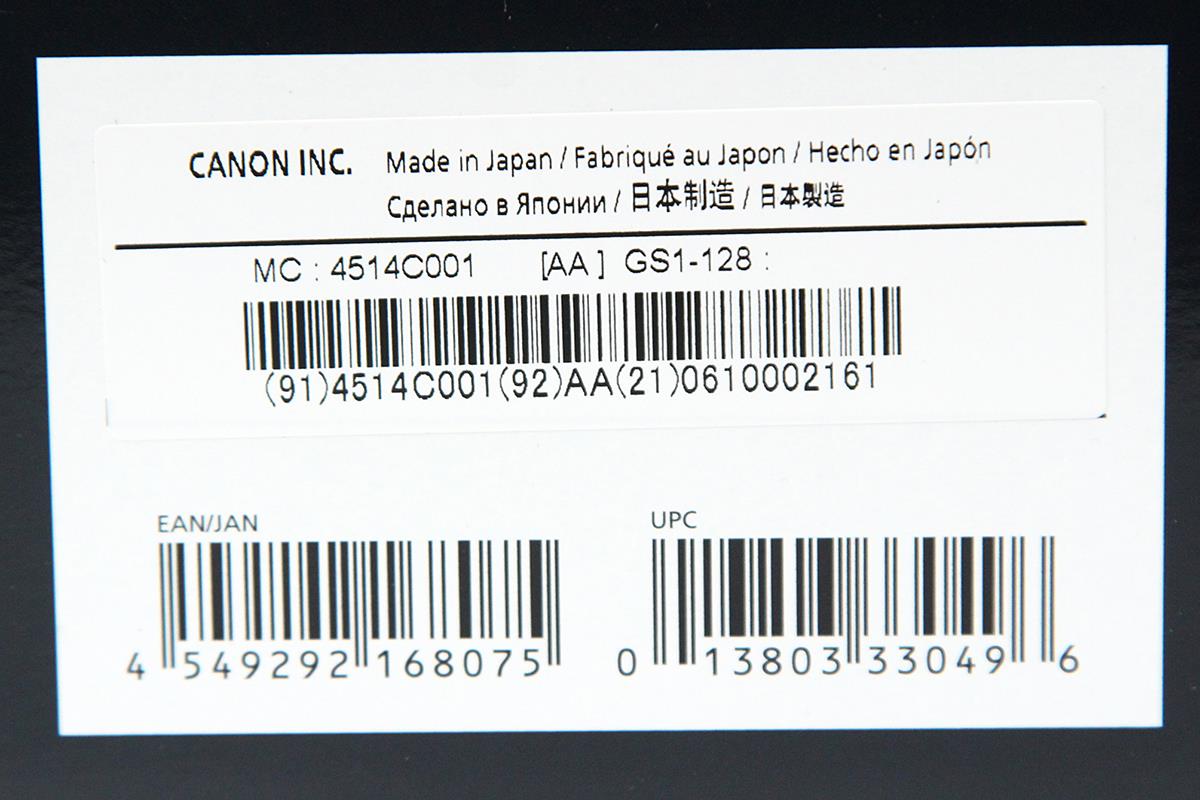 CANON INC. Made in Japan / Fabriqué au Japon / Hecho en Japón
Сделано в Японии / 日本制造 / 日本製造
MC : 4514C001 [AA ] GS1-128 :
(91)4514C001(92)AA(21)0610002161
EAN/JAN
4 549292 168075
UPC
0 13803 33049 6